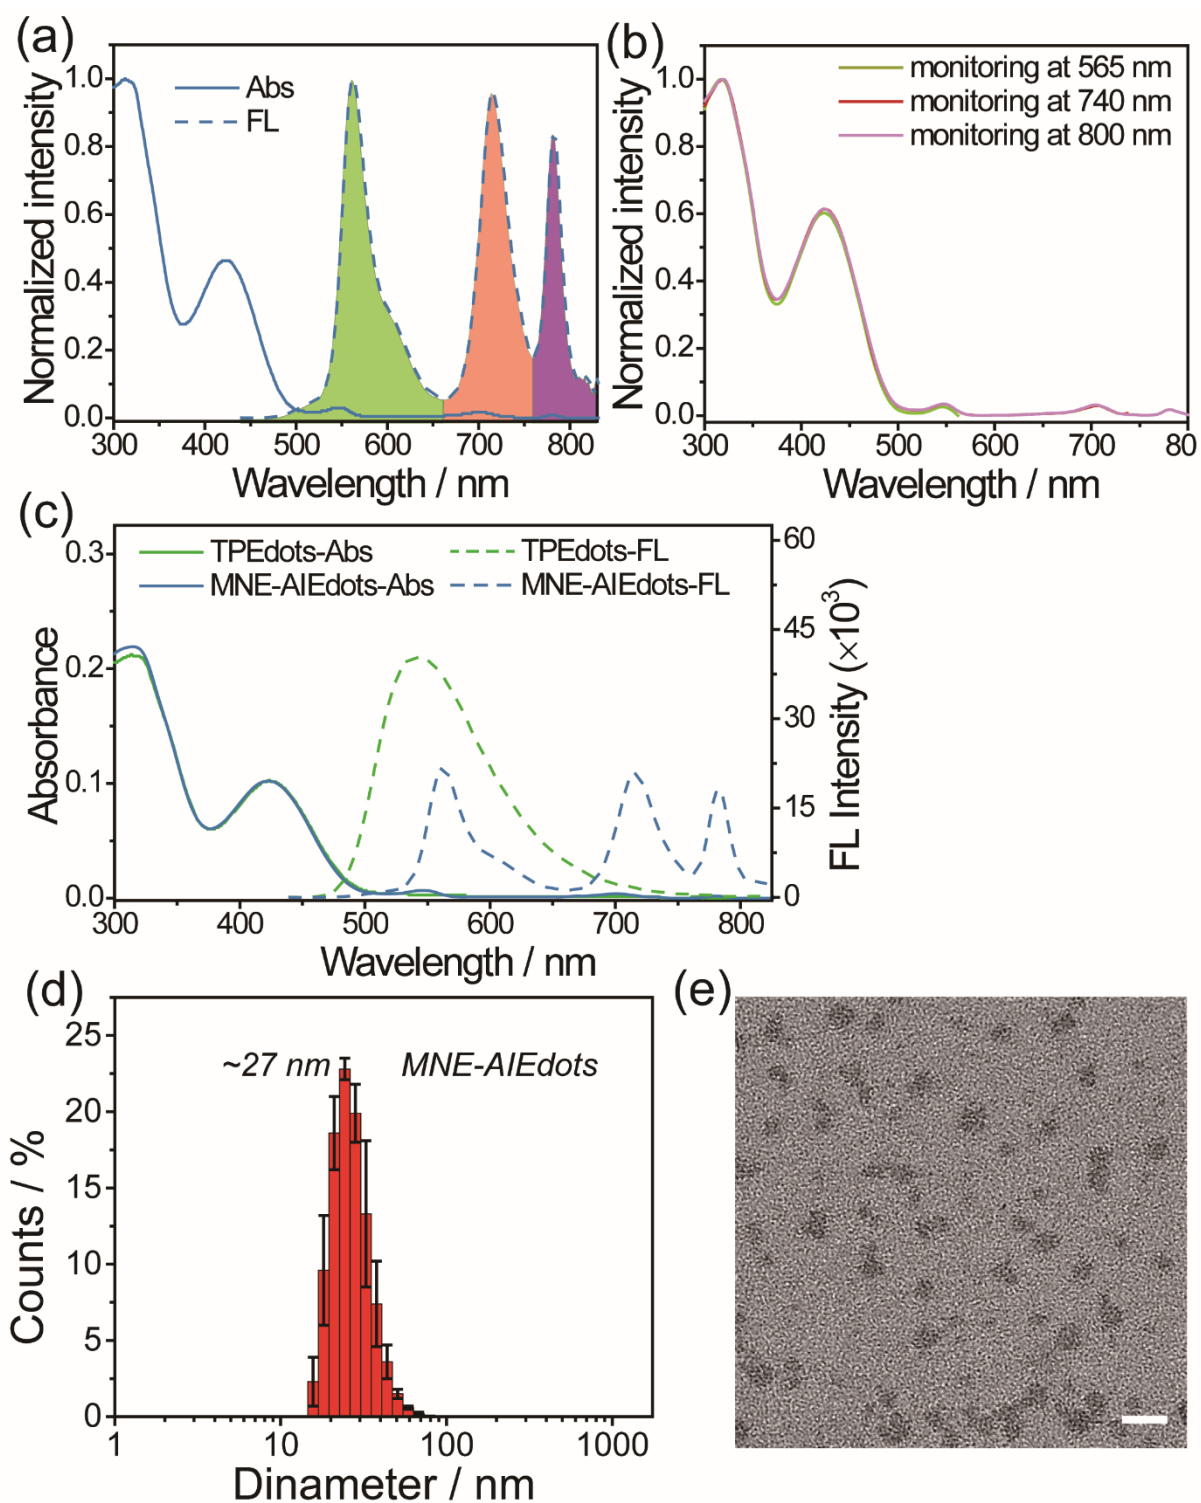 (a)
Normalized intensity
1.0
0.8
0.6
0.4
0.2
0.0
Abs
FL
300 400 500 600 700 800
Wavelength / nm
(b)
Normalized intensity
1.0
0.8
0.6
0.4
0.2
0.0
monitoring at 565 nm
monitoring at 740 nm
monitoring at 800 nm
300 400 500 600 700 80
Wavelength / nm
(c)
Absorbance
0.3
0.2
0.1
0.0
TPEdots-Abs TPEdots-FL
MNE-AIEdots-Abs MNE-AIEdots-FL
60
45
30
15
0
FL Intensity (×10³)
300 400 500 600 700 800
Wavelength / nm
(d)
Counts / %
25
20
15
10
5
0
~27 nm MNE-AIEdots
1 10 100 1000
Dinameter / nm
(e)